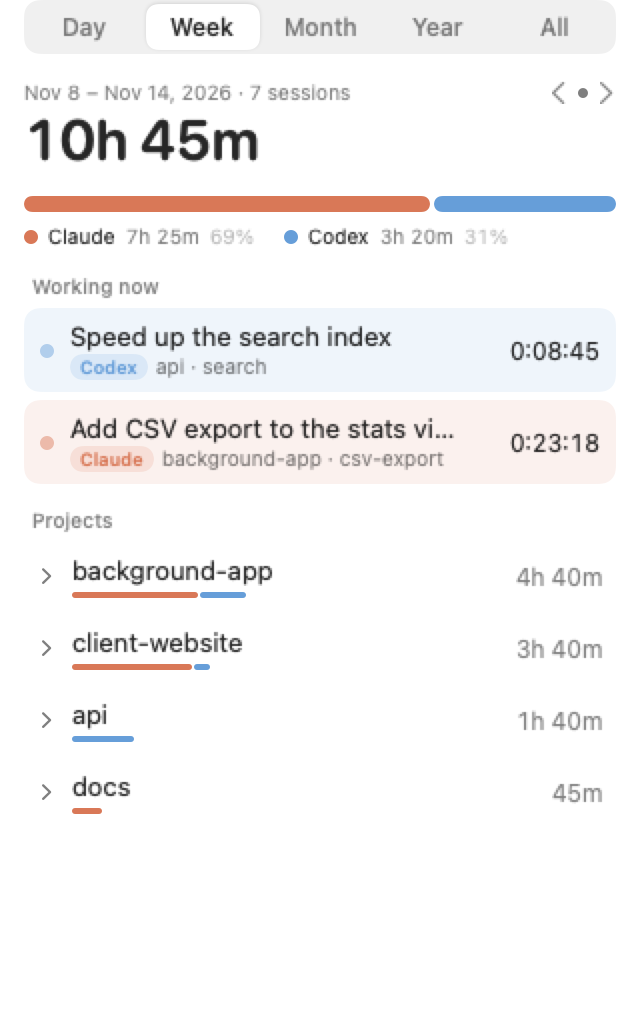 Day Week Month Year All
Nov 8 – Nov 14, 2026 · 7 sessions
10h 45m
Claude 7h 25m 69% Codex 3h 20m 31%
Working now
Speed up the search index 0:08:45
Codex api · search
Add CSV export to the stats vi... 0:23:18
Claude background-app · csv-export
Projects
background-app 4h 40m
client-website 3h 40m
api 1h 40m
docs 45m